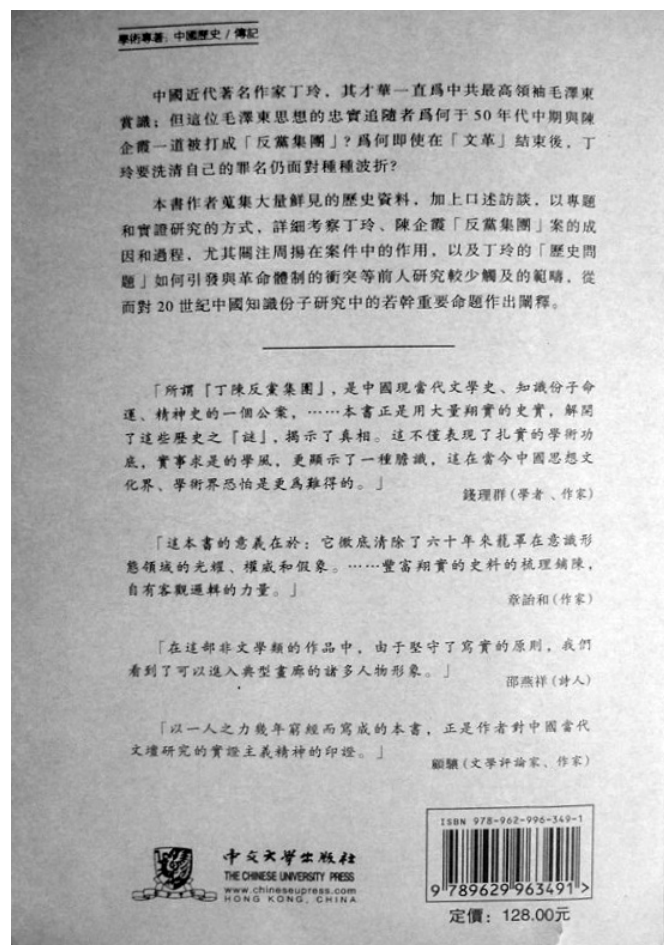 學術專著：中國歷史 / 傳記
中國近代著名作家丁玲，其才華一直爲中共最高領袖毛澤東
賞識；但這位毛澤東思想的忠實追隨者爲何于50年代中期與陳
企霞一道被打成「反黨集團」？爲何即使在「文革」結束後，丁
玲要洗清自己的罪名仍面對種種波折？
本書作者蒐集大量鮮見的歷史資料，加上口述訪談，以專題
和實證研究的方式，詳細考察丁玲、陳企霞「反黨集團」案的成
因和過程，尤其關注周揚在案件中的作用，以及丁玲的「歷史問
題」如何引發與革命體制的衝突等前人研究較少觸及的範疇，從
而對20世紀中國知識份子研究中的若幹重要命題作出闡釋。
「所謂『丁陳反黨集團』，是中國現當代文學史、知識份子命
運、精神史的一個公案，⋯⋯本書正是用大量翔實的史實，解開
了這些歷史之『謎』，揭示了真相。這不僅表現了扎實的學術功
底，實事求是的學風，更顯示了一種膽識，這在當今中國思想文
化界、學術界恐怕是更爲難得的。」
錢理群（學者、作家）
「這本書的意義在於：它徹底清除了六十年來籠罩在意識形
態領域的光耀、權威和假象。⋯⋯豐富翔實的史料的梳理鋪陳，
自有客觀邏輯的力量。」
章詒和（作家）
「在這部非文學類的作品中，由于堅守了寫實的原則，我們
看到了可以進入典型畫廊的諸多人物形象。」
邵燕祥（詩人）
「以一人之力幾年窮經而寫成的本書，正是作者對中國當代
文壇研究的實證主義精神的印證。」
顧驤（文學評論家、作家）
ISBN 978-962-996-349-1
9 789629 963491 >
中文大學出版社
THE CHINESE UNIVERSITY PRESS
www.chineseupress.com
HONG KONG, CHINA
定價：128.00元